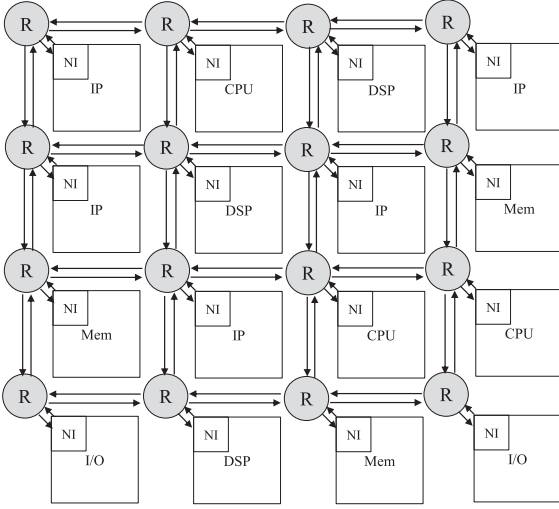 R R R R
NI NI NI NI
IP CPU DSP IP
R R R R
NI NI NI NI
IP DSP IP Mem
R R R R
NI NI NI NI
Mem IP CPU CPU
R R R R
NI NI NI NI
I/O DSP Mem I/O